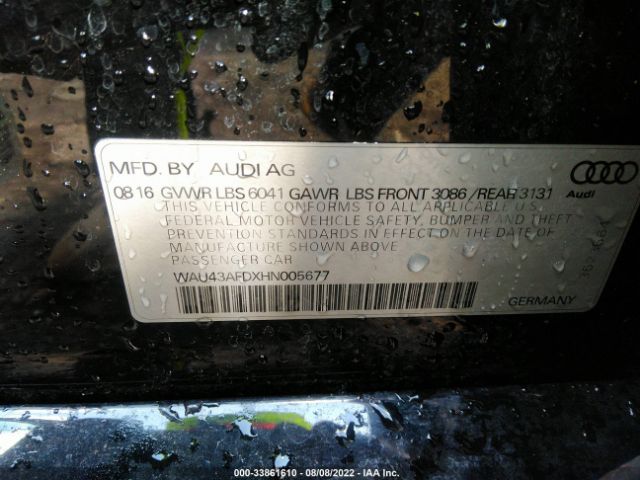 MFD. BY AUDI AG
08 16 GVWR LBS 6041 GAWR LBS FRONT 3086 / REAR 3131
Audi
THIS VEHICLE CONFORMS TO ALL APPLICABLE U.S.
FEDERAL MOTOR VEHICLE SAFETY, BUMPER AND THEFT
PREVENTION STANDARDS IN EFFECT ON THE DATE OF
MANUFACTURE SHOWN ABOVE
PASSENGER CAR
WAU43AFDXHN005677
GERMANY
000-33861610 - 08/08/2022 - IAA Inc.